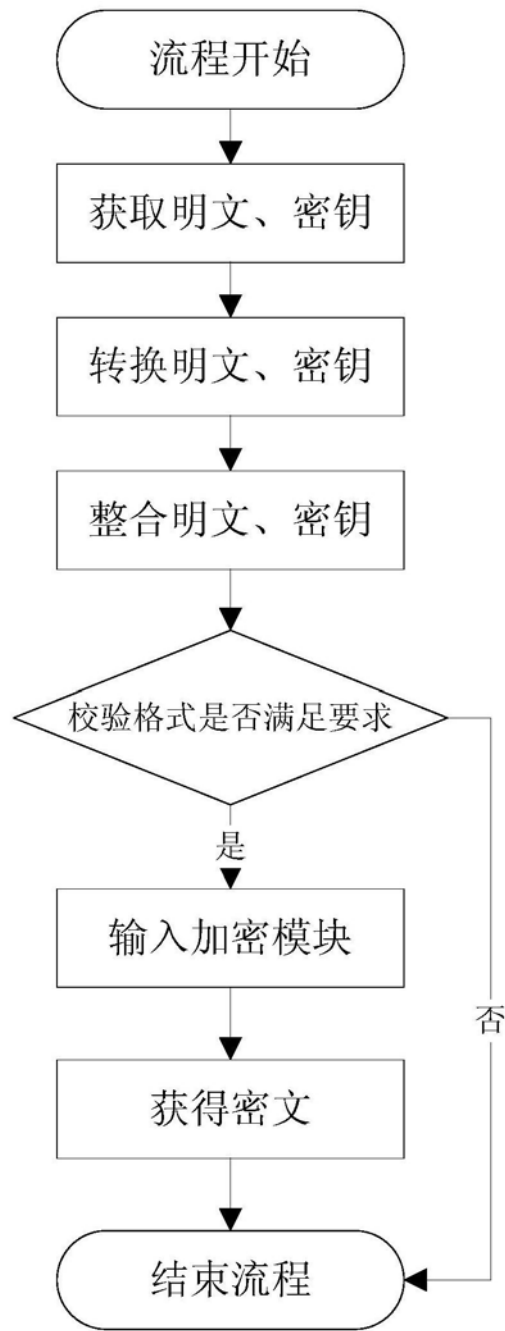 流程开始
获取明文、密钥
转换明文、密钥
整合明文、密钥
校验格式是否满足要求
是
输入加密模块
否
获得密文
结束流程